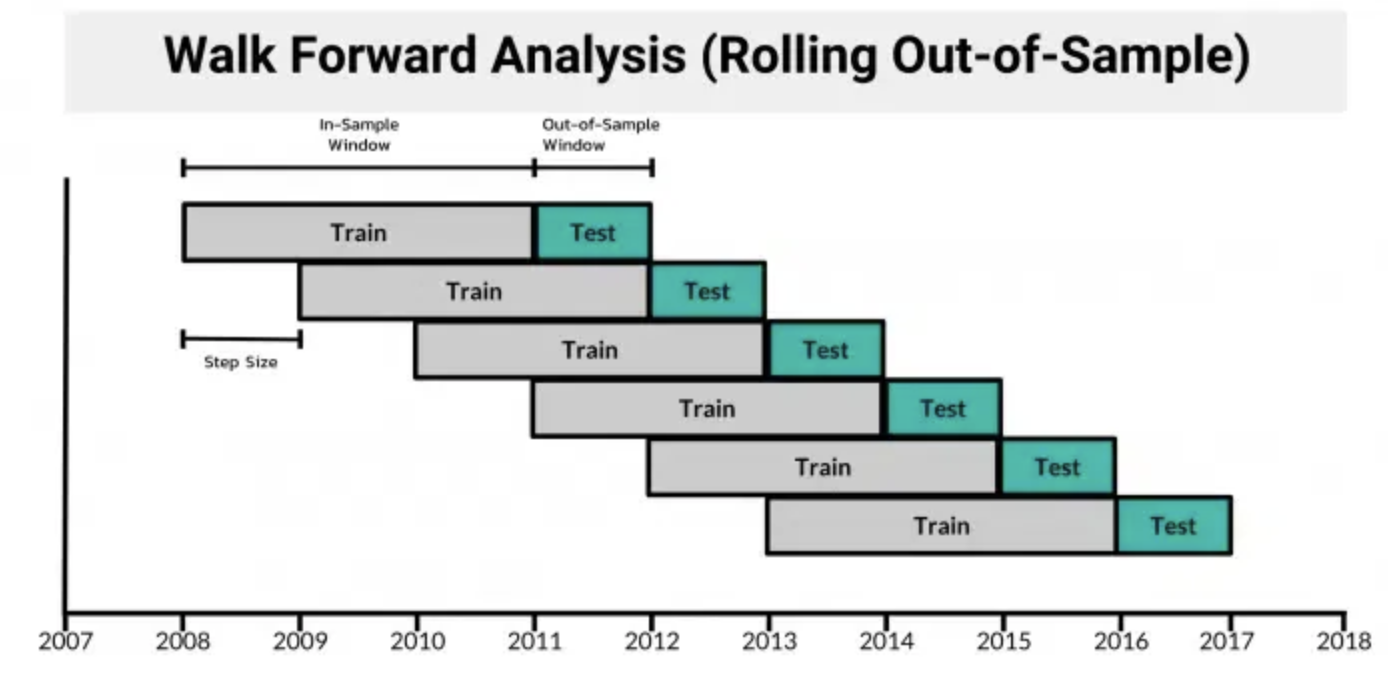 Walk Forward Analysis (Rolling Out-of-Sample)
In-Sample
Window
Out-of-Sample
Window
Train
Test
Train
Test
Step Size
Train
Test
Train
Test
Train
Test
Train
Test
2007 2008 2009 2010 2011 2012 2013 2014 2015 2016 2017 2018